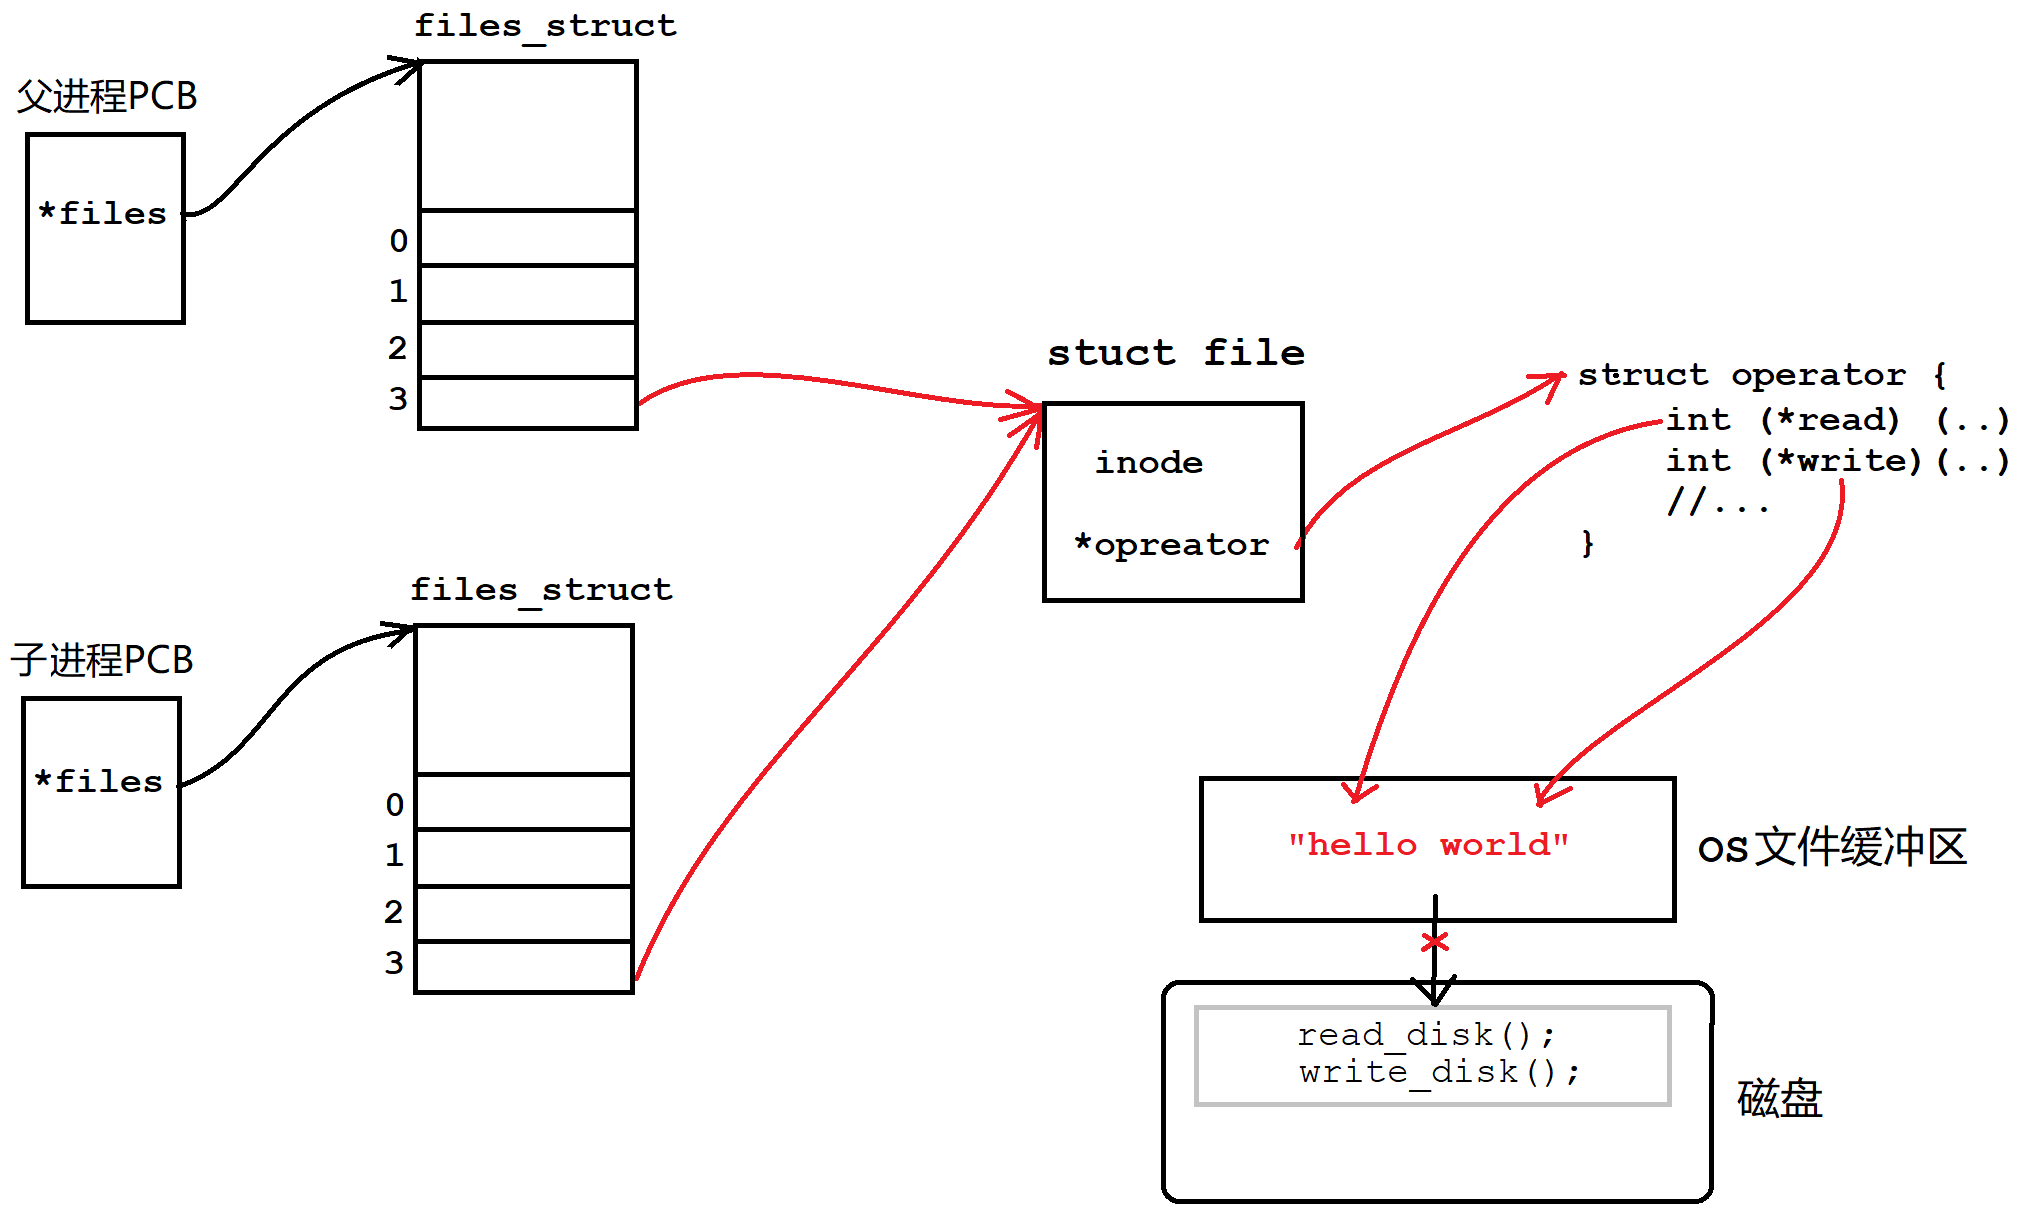 files_struct
父进程PCB
*files
0
1
2
3
stuct file
inode
*opreator
struct operator {
int (*read) (..)
int (*write)(..)
//...
}
files_struct
子进程PCB
*files
0
1
2
3
"hello world"
os文件缓冲区
read_disk();
write_disk();
磁盘